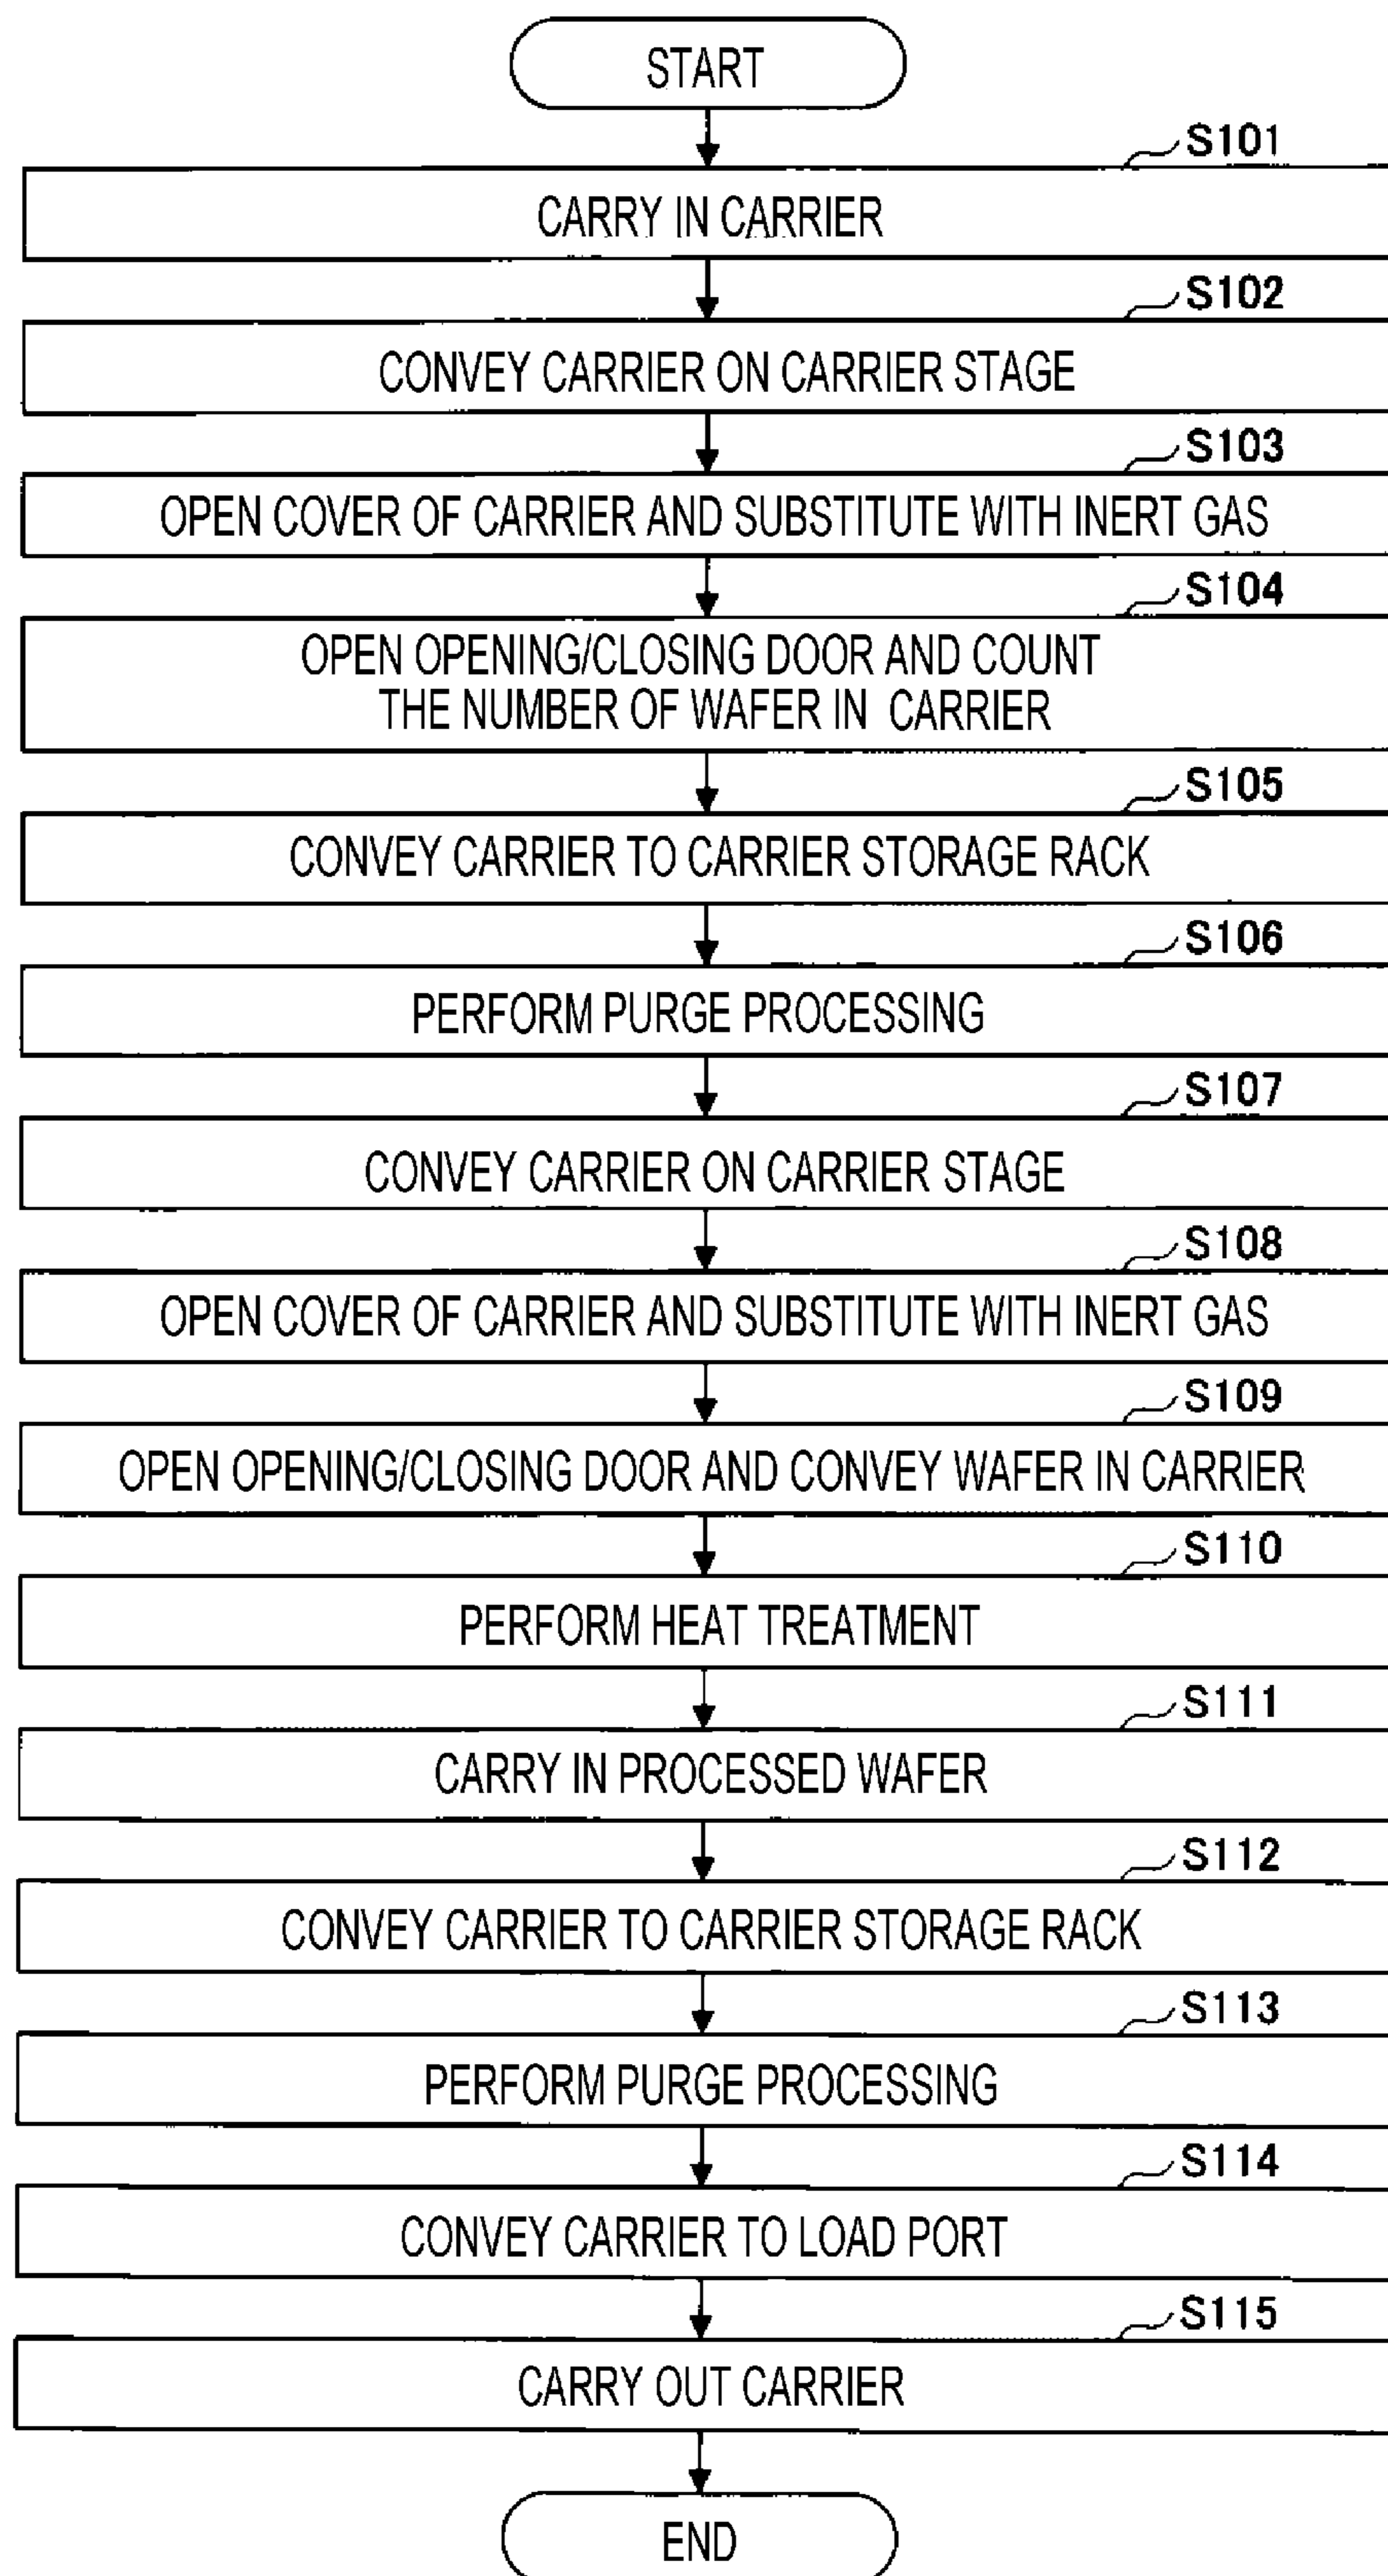 START
S101
CARRY IN CARRIER
S102
CONVEY CARRIER ON CARRIER STAGE
S103
OPEN COVER OF CARRIER AND SUBSTITUTE WITH INERT GAS
S104
OPEN OPENING/CLOSING DOOR AND COUNT
THE NUMBER OF WAFER IN CARRIER
S105
CONVEY CARRIER TO CARRIER STORAGE RACK
S106
PERFORM PURGE PROCESSING
S107
CONVEY CARRIER ON CARRIER STAGE
S108
OPEN COVER OF CARRIER AND SUBSTITUTE WITH INERT GAS
S109
OPEN OPENING/CLOSING DOOR AND CONVEY WAFER IN CARRIER
S110
PERFORM HEAT TREATMENT
S111
CARRY IN PROCESSED WAFER
S112
CONVEY CARRIER TO CARRIER STORAGE RACK
S113
PERFORM PURGE PROCESSING
S114
CONVEY CARRIER TO LOAD PORT
S115
CARRY OUT CARRIER
END